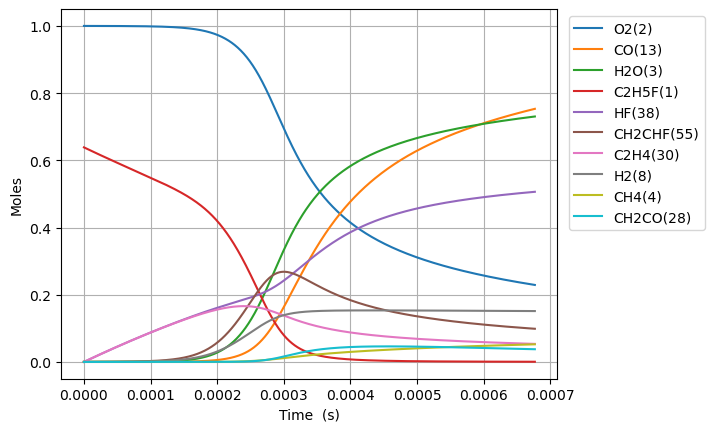 1.0
0.8
0.6
0.4
0.2
0.0
Moles
0.0000 0.0001 0.0002 0.0003 0.0004 0.0005 0.0006 0.0007
Time (s)
O2(2)
CO(13)
H2O(3)
C2H5F(1)
HF(38)
CH2CHF(55)
C2H4(30)
H2(8)
CH4(4)
CH2CO(28)